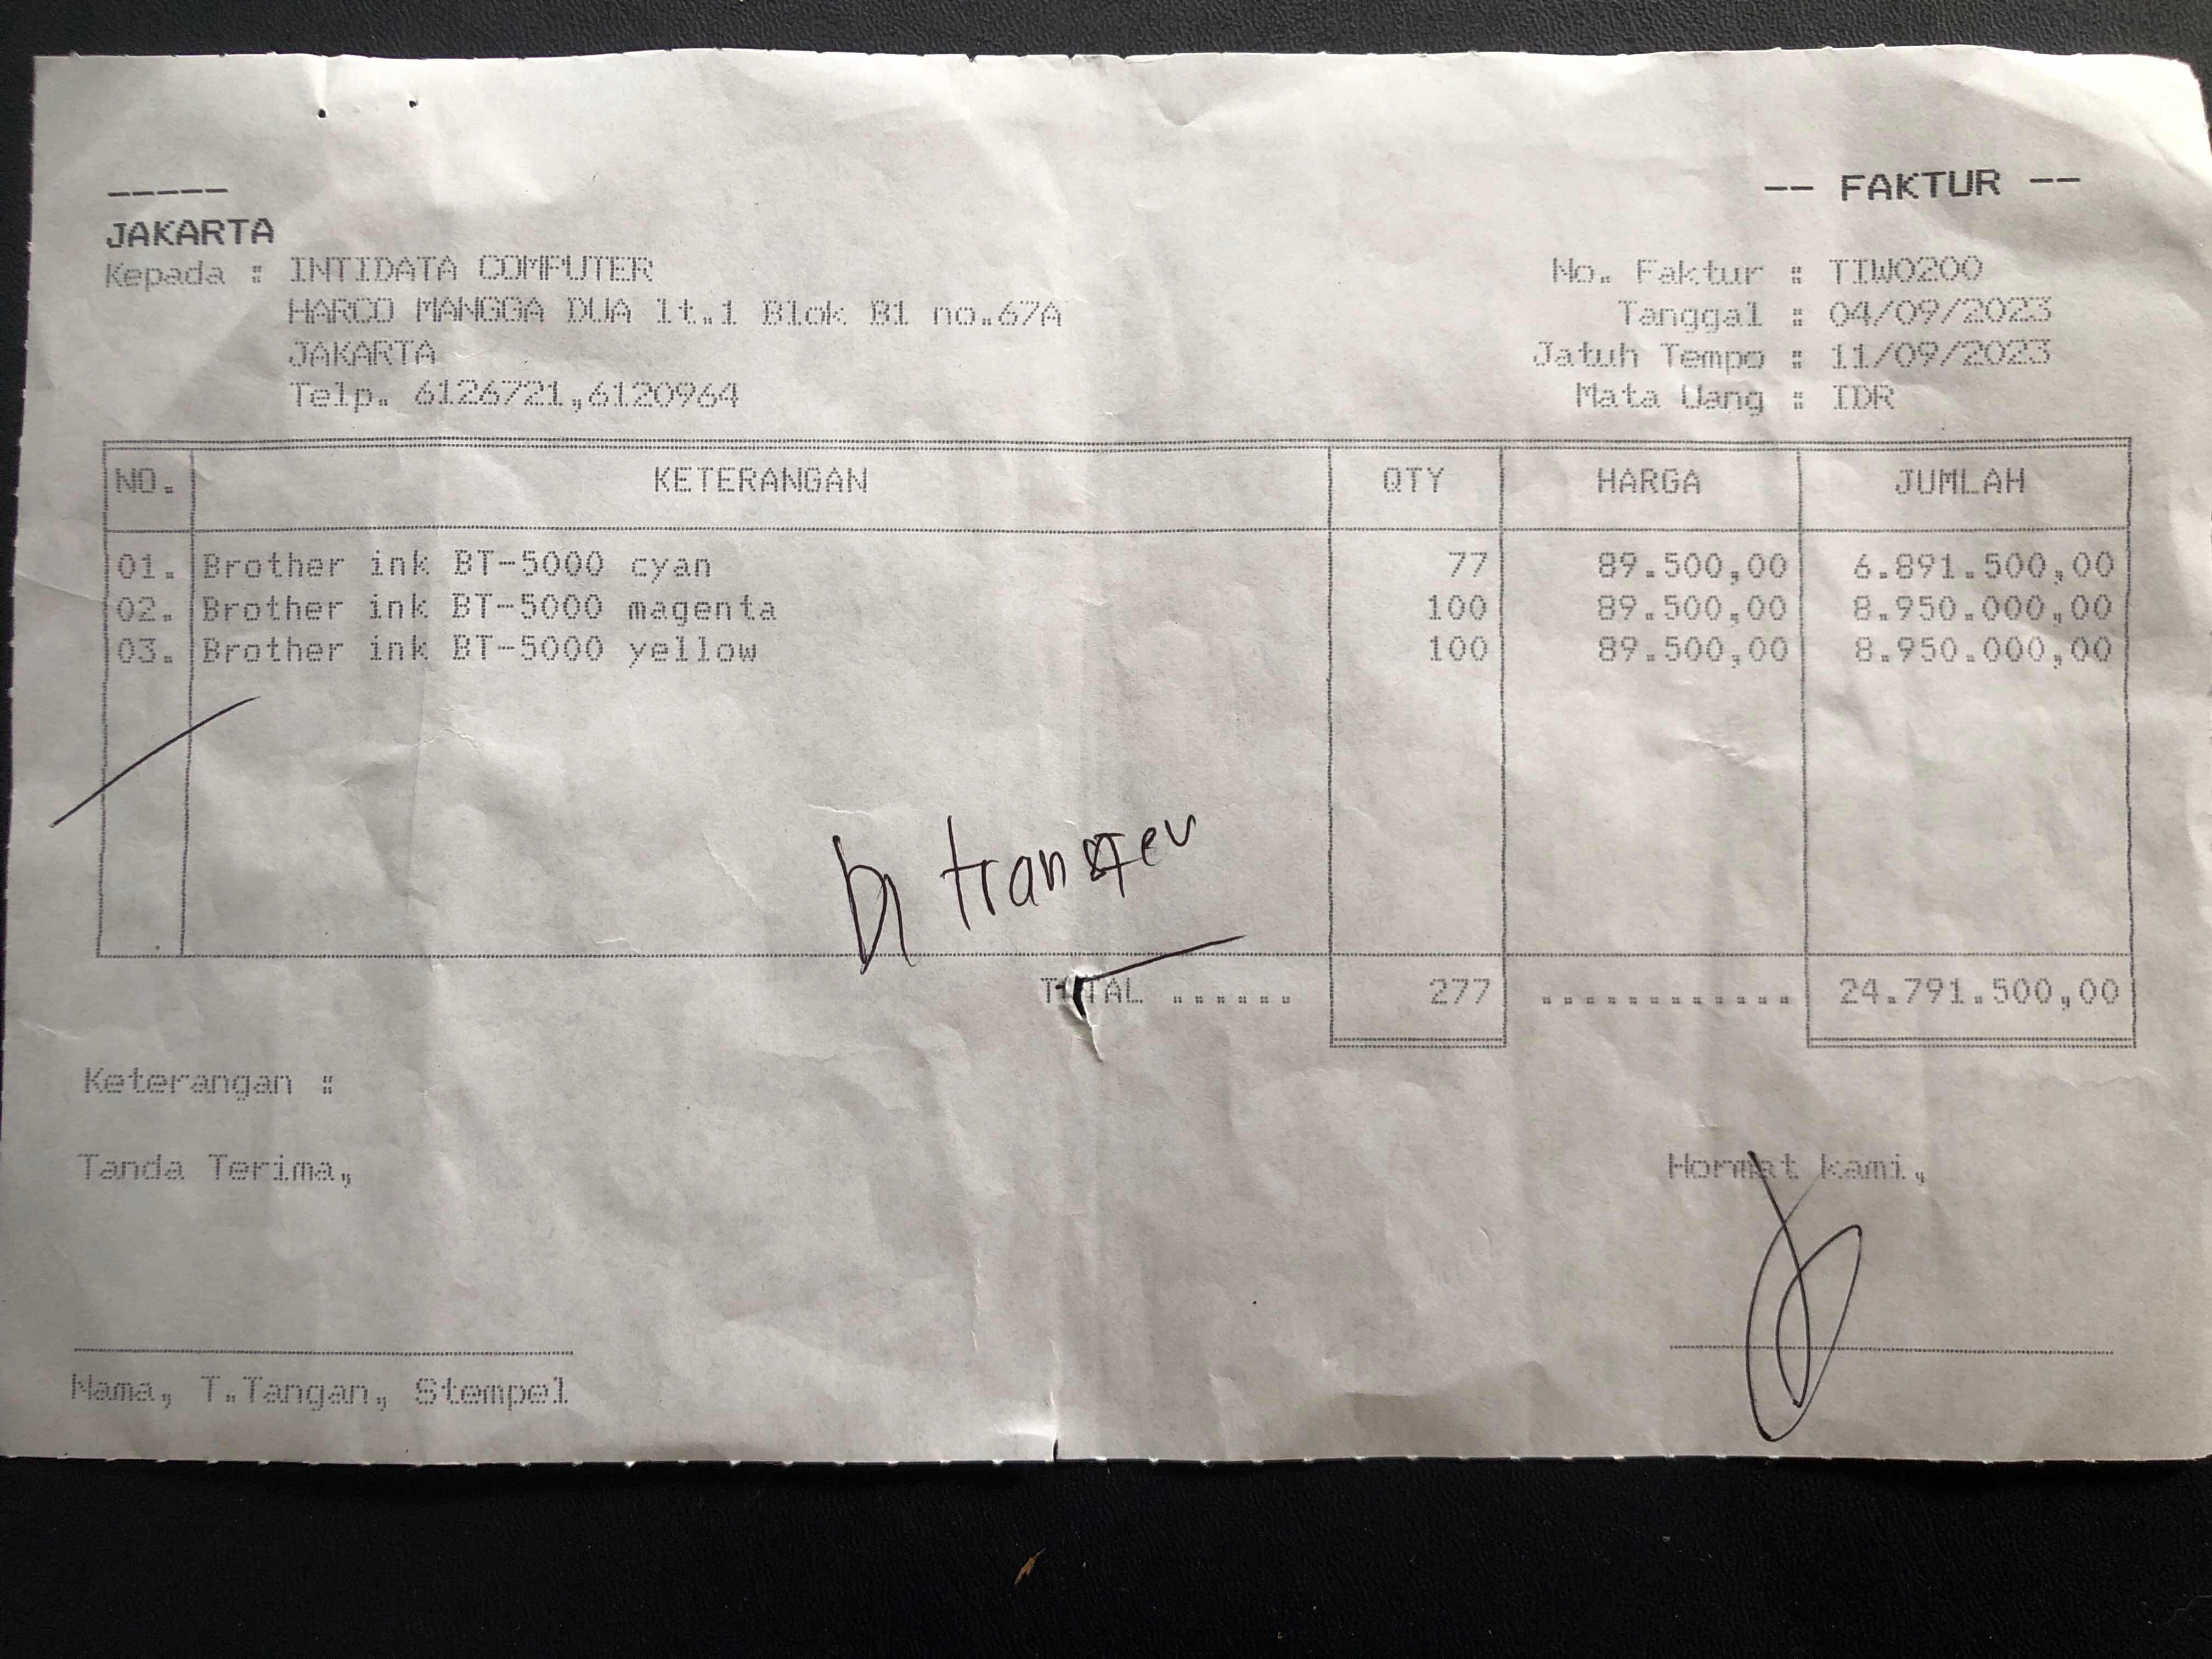 -----
-- FAKTUR --
JAKARTA
Kepada : INTIDATA COMPUTER
HARCO MANGGA DUA lt.1 Blok B1 no.67A
JAKARTA
Telp. 6126721,6120964
No. Faktur : TIW0200
Tanggal : 04/09/2023
Jatuh Tempo : 11/09/2023
Mata Uang : IDR
NO. KETERANGAN QTY HARGA JUMLAH
01. Brother ink BT-5000 cyan 77 89.500,00 6.891.500,00
02. Brother ink BT-5000 magenta 100 89.500,00 8.950.000,00
03. Brother ink BT-5000 yellow 100 89.500,00 8.950.000,00
Di transfer
TOTAL ...... 277 ............ 24.791.500,00
Keterangan :
Tanda Terima,
Hormat kami,
Nama, T.Tangan, Stempel